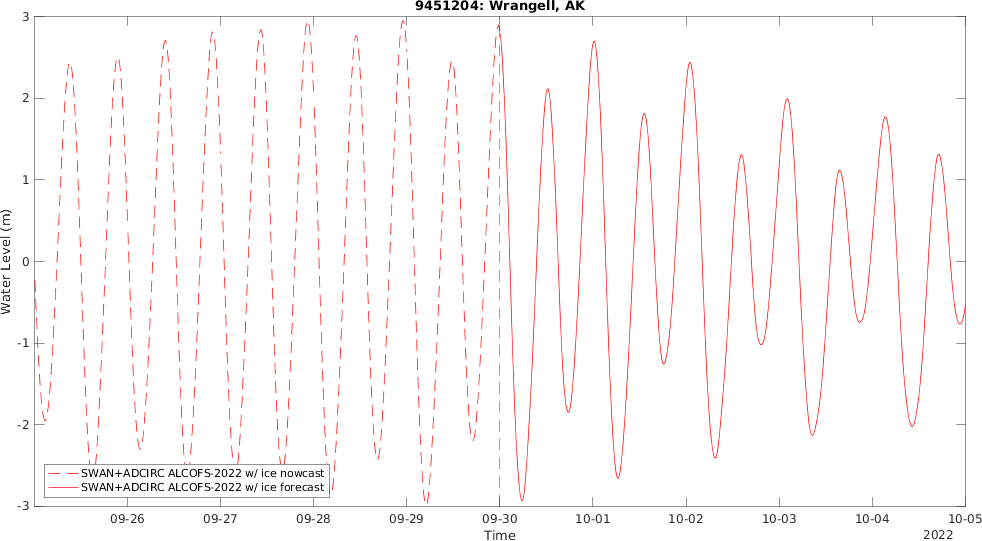 9451204: Wrangell, AK
3
2
1
0
-1
-2
-3
Water Level (m)
SWAN+ADCIRC ALCOFS-2022 w/ ice nowcast
SWAN+ADCIRC ALCOFS-2022 w/ ice forecast
09-26 09-27 09-28 09-29 09-30 10-01 10-02 10-03 10-04 10-05
Time
2022